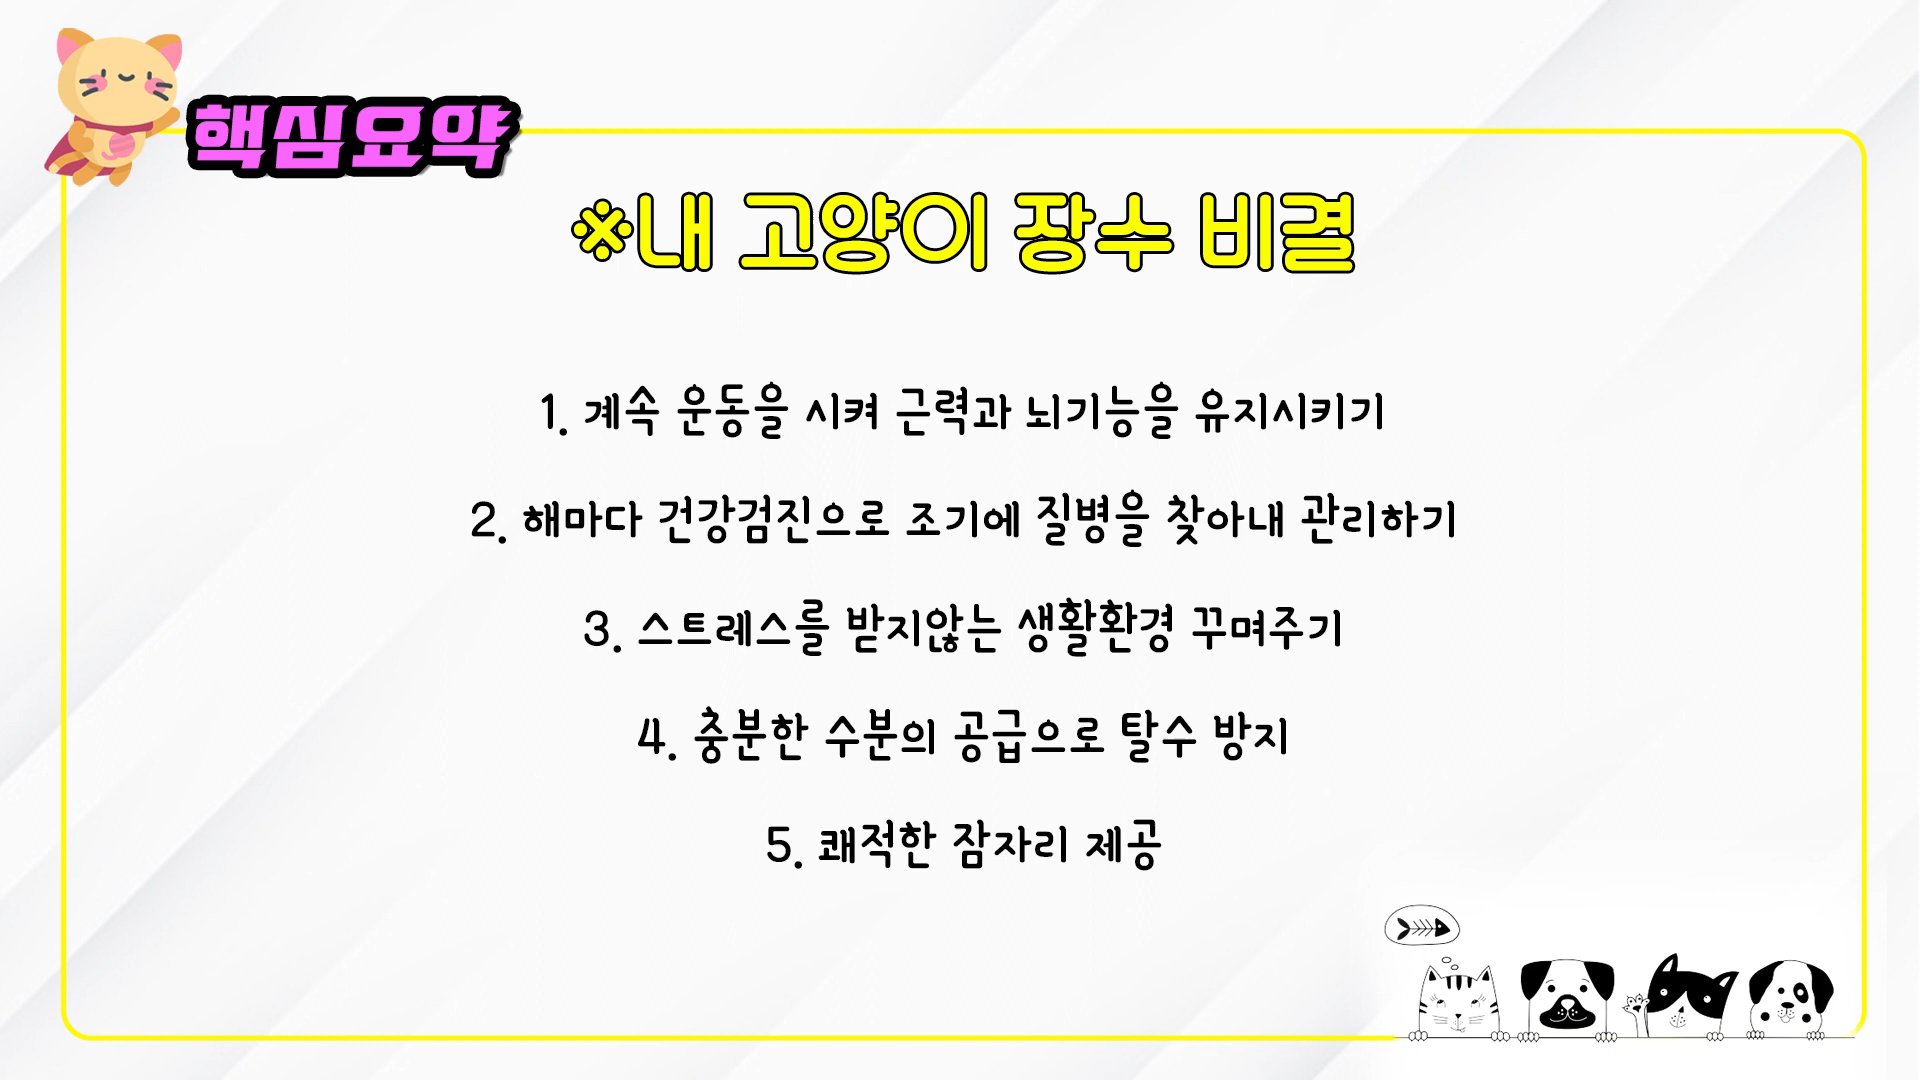 핵심요약
※내 고양이 장수 비결
1. 계속 운동을 시켜 근력과 뇌기능을 유지시키기
2. 해마다 건강검진으로 조기에 질병을 찾아내 관리하기
3. 스트레스를 받지않는 생활환경 꾸며주기
4. 충분한 수분의 공급으로 탈수 방지
5. 쾌적한 잠자리 제공